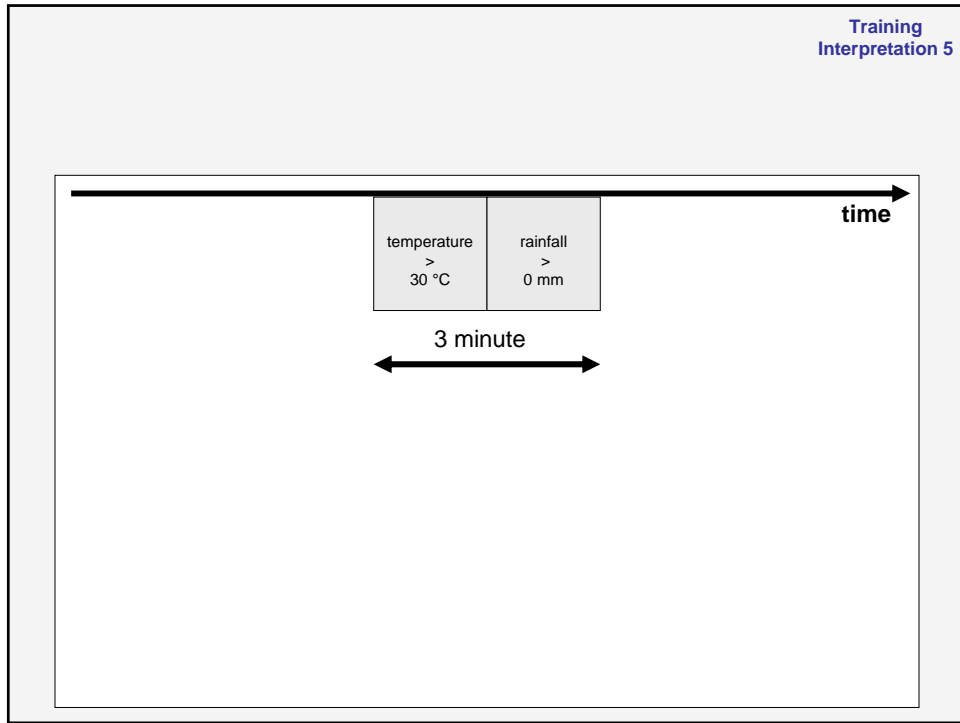 Training
Interpretation 5
time
temperature
>
30 °C
rainfall
>
0 mm
3 minute